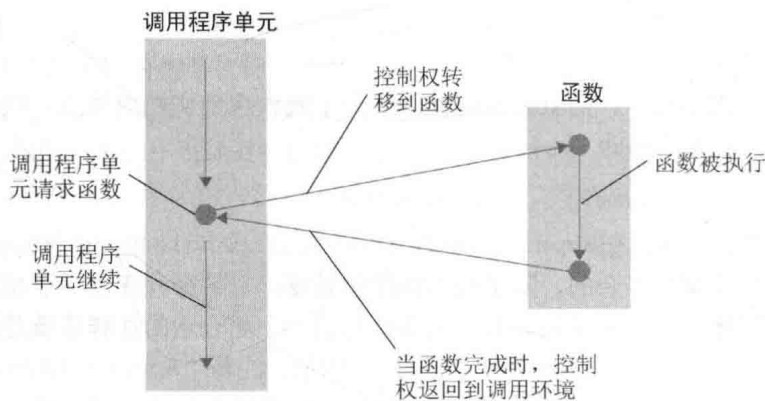 调用程序单元
控制权转
移到函数
函数
调用程序单
元请求函数
函数被执行
调用程序
单元继续
当函数完成时，控制
权返回到调用环境